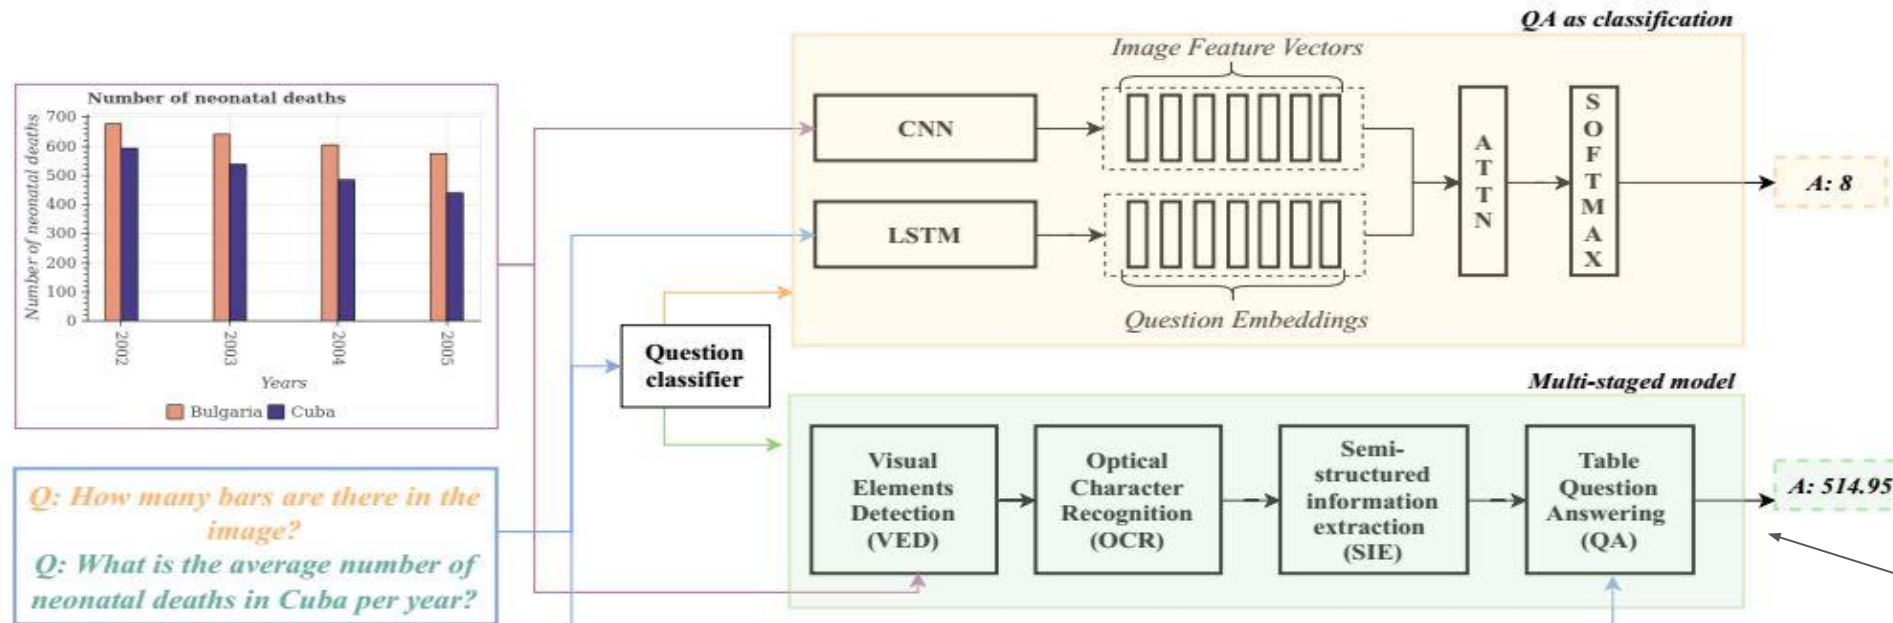 QA as classification
Image Feature Vectors
Number of neonatal deaths
Number of neonatal deaths
700
600
500
400
300
200
100
0
2002
2003
2004
2005
Years
Bulgaria
Cuba
CNN
LSTM
ATTN
SOFTMAX
A: 8
Question Embeddings
Question
classifier
Multi-staged model
Visual
Elements
Detection
(VED)
Optical
Character
Recognition
(OCR)
Semi-
structured
information
extraction
(SIE)
Table
Question
Answering
(QA)
A: 514.95
Q: How many bars are there in the
image?
Q: What is the average number of
neonatal deaths in Cuba per year?